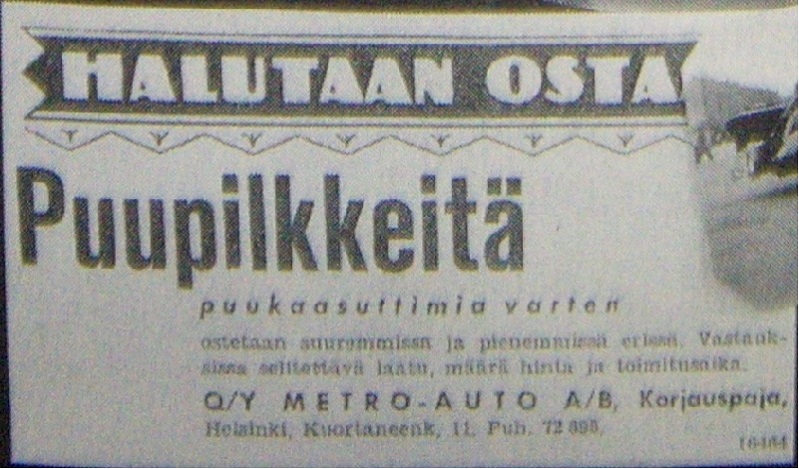 HALUTAAN OSTA
Puupilkkeitä
puukaasuttimia varten
ostetaan suuremmissa ja pienemmissä erissä. Vastauk-
sissa selitettävä laatu, määrä hinta ja toimitusaika.
O/Y METRO-AUTO A/B, Korjauspaja,
Helsinki, Kuortaneenk, 11. Puh. 72 895.